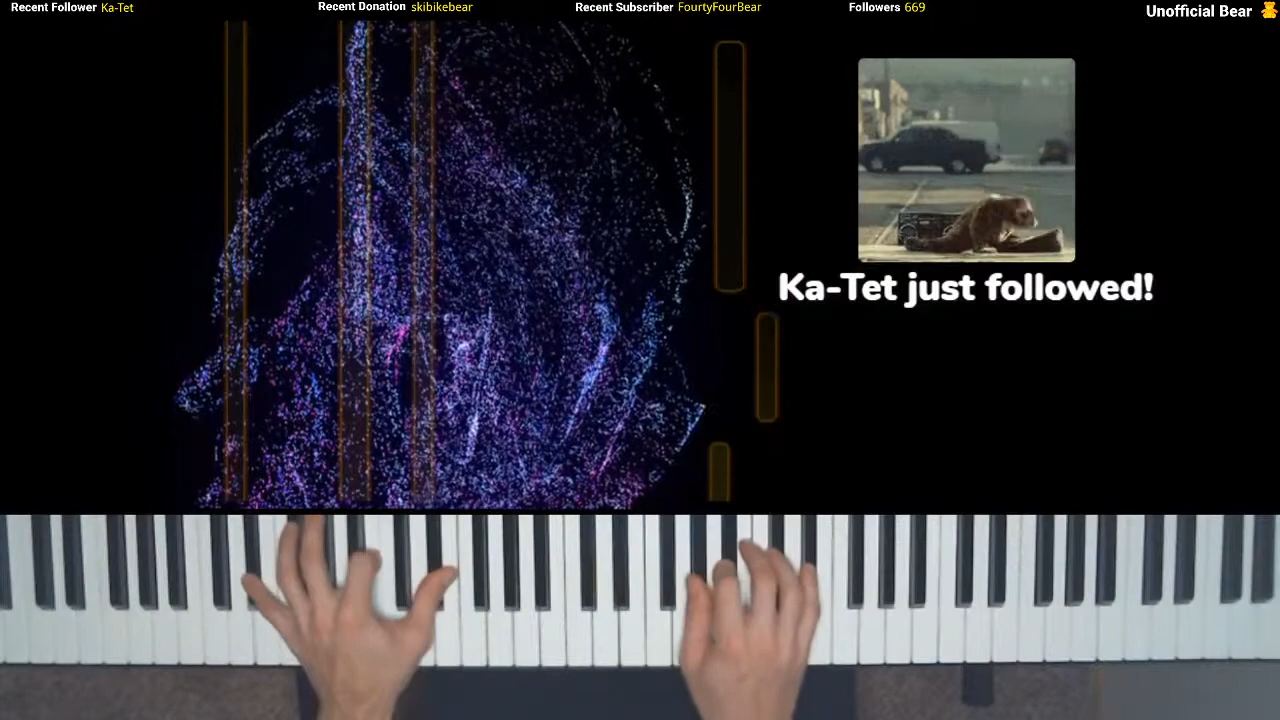 Recent Follower Ka-Tet
Recent Donation skibikebear
Recent Subscriber FourtyFourBear
Followers 669
Unofficial Bear
Ka-Tet just followed!